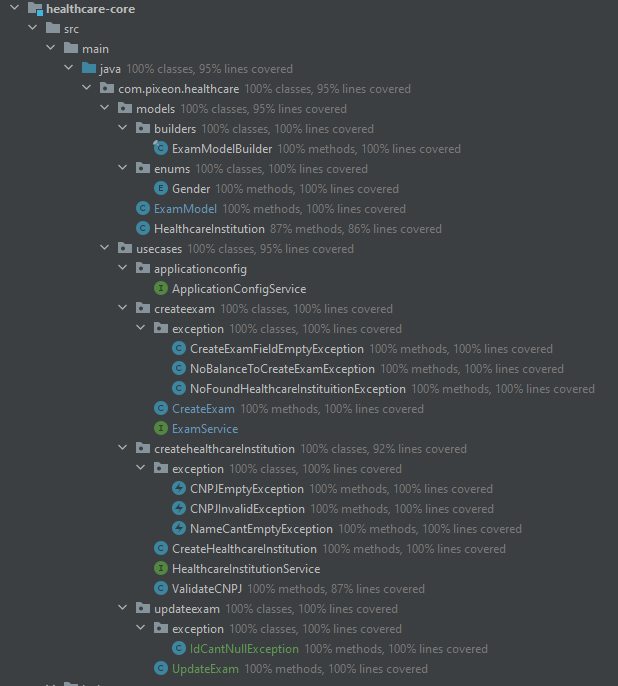 healthcare-core
src
main
java 100% classes, 95% lines covered
com.pixeon.healthcare 100% classes, 95% lines covered
models 100% classes, 95% lines covered
builders 100% classes, 100% lines covered
ExamModelBuilder 100% methods, 100% lines covered
enums 100% classes, 100% lines covered
Gender 100% methods, 100% lines covered
ExamModel 100% methods, 100% lines covered
HealthcareInstitution 87% methods, 86% lines covered
usecases 100% classes, 95% lines covered
applicationconfig
ApplicationConfigService
createexam 100% classes, 100% lines covered
exception 100% classes, 100% lines covered
CreateExamFieldEmptyException 100% methods, 100% lines covered
NoBalanceToCreateExamException 100% methods, 100% lines covered
NoFoundHealthcareInstituitionException 100% methods, 100% lines covered
CreateExam 100% methods, 100% lines covered
ExamService
createhealthcareinstitution 100% classes, 92% lines covered
exception 100% classes, 100% lines covered
CNPJEmptyException 100% methods, 100% lines covered
CNPJInvalidException 100% methods, 100% lines covered
NameCantEmptyException 100% methods, 100% lines covered
CreateHealthcareInstitution 100% methods, 100% lines covered
HealthcareInstitutionService
ValidateCNPJ 100% methods, 87% lines covered
updateexam 100% classes, 100% lines covered
exception 100% classes, 100% lines covered
IdCantNullException 100% methods, 100% lines covered
UpdateExam 100% methods, 100% lines covered